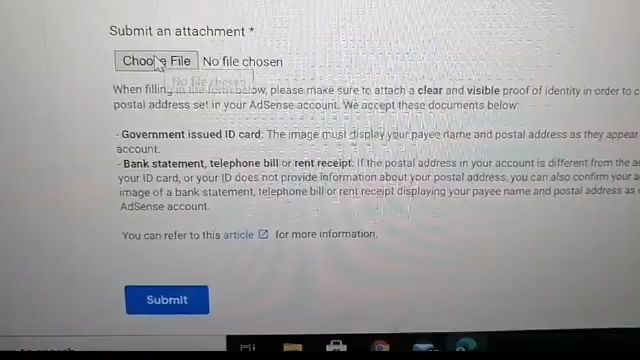 Submit an attachment *
Choose File No file chosen
No file chosen
When filling in the form below, please make sure to attach a clear and visible proof of identity in order to c
postal address set in your AdSense account. We accept these documents below:
- Government issued ID card: The image must display your payee name and postal address as they appear
account.
- Bank statement, telephone bill or rent receipt: If the postal address in your account is different from the a
your ID card, or your ID does not provide information about your postal address, you can also confirm your a
image of a bank statement, telephone bill or rent receipt displaying your payee name and postal address as
AdSense account.
You can refer to this article for more information.
Submit